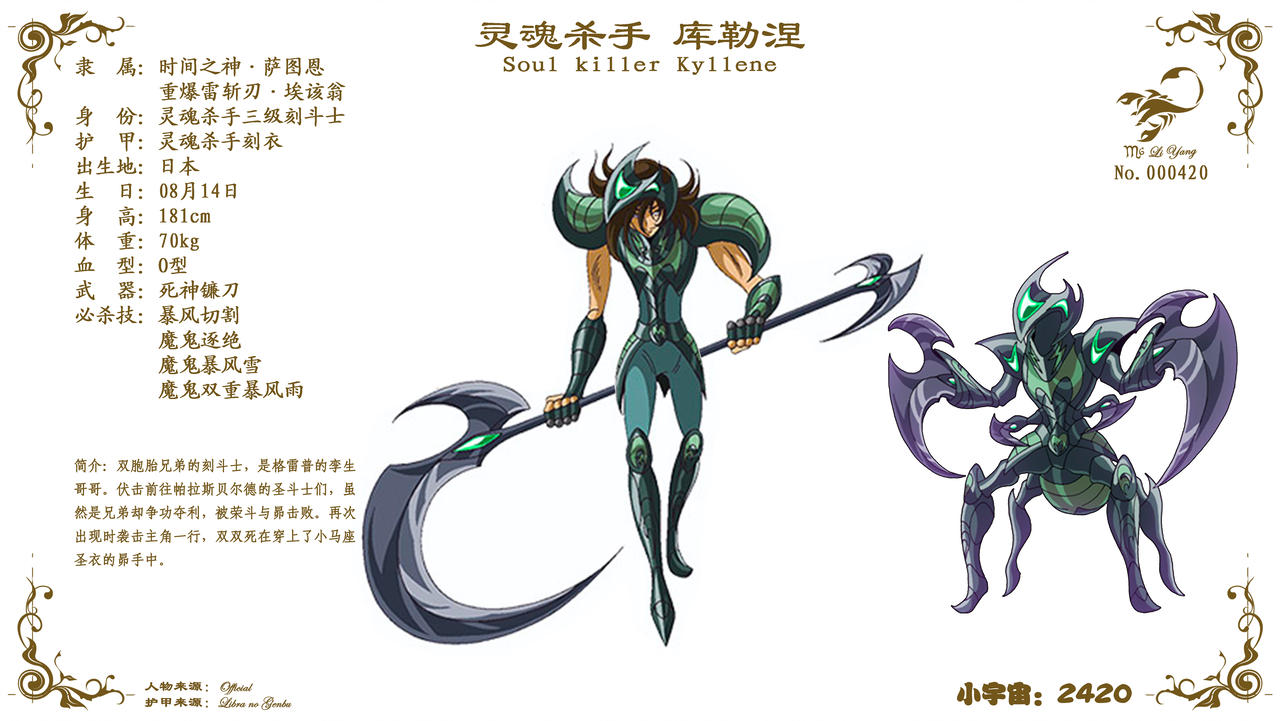 灵魂杀手 库勒涅
Soul killer Kyllene
隶 属：时间之神·萨图恩
重爆雷斩刃·埃该翁
身 份：灵魂杀手三级刻斗士
护 甲：灵魂杀手刻衣
出生地：日本
生 日：08月14日
身 高：181cm
体 重：70kg
血 型：O型
武 器：死神镰刀
必杀技：暴风切割
魔鬼逐绝
魔鬼暴风雪
魔鬼双重暴风雨
Li Yang
No.000420
简介：双胞胎兄弟的刻斗士，是格雷普的孪生
哥哥。伏击前往帕拉斯贝尔德的圣斗士们，虽
然是兄弟却争功夺利，被荣斗与昴击败。再次
出现时袭击主角一行，双双死在穿上了小马座
圣衣的昴手中。
人物来源：Official
护甲来源：Libra no Genbu
小宇宙：2420